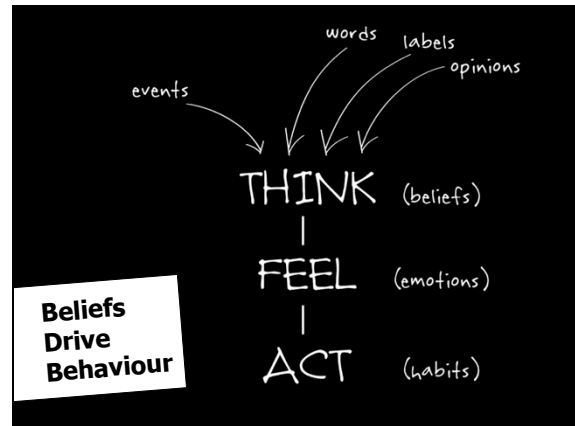 words
labels
opinions
events
THINK (beliefs)
FEEL (emotions)
ACT (habits)
Beliefs
Drive
Behaviour